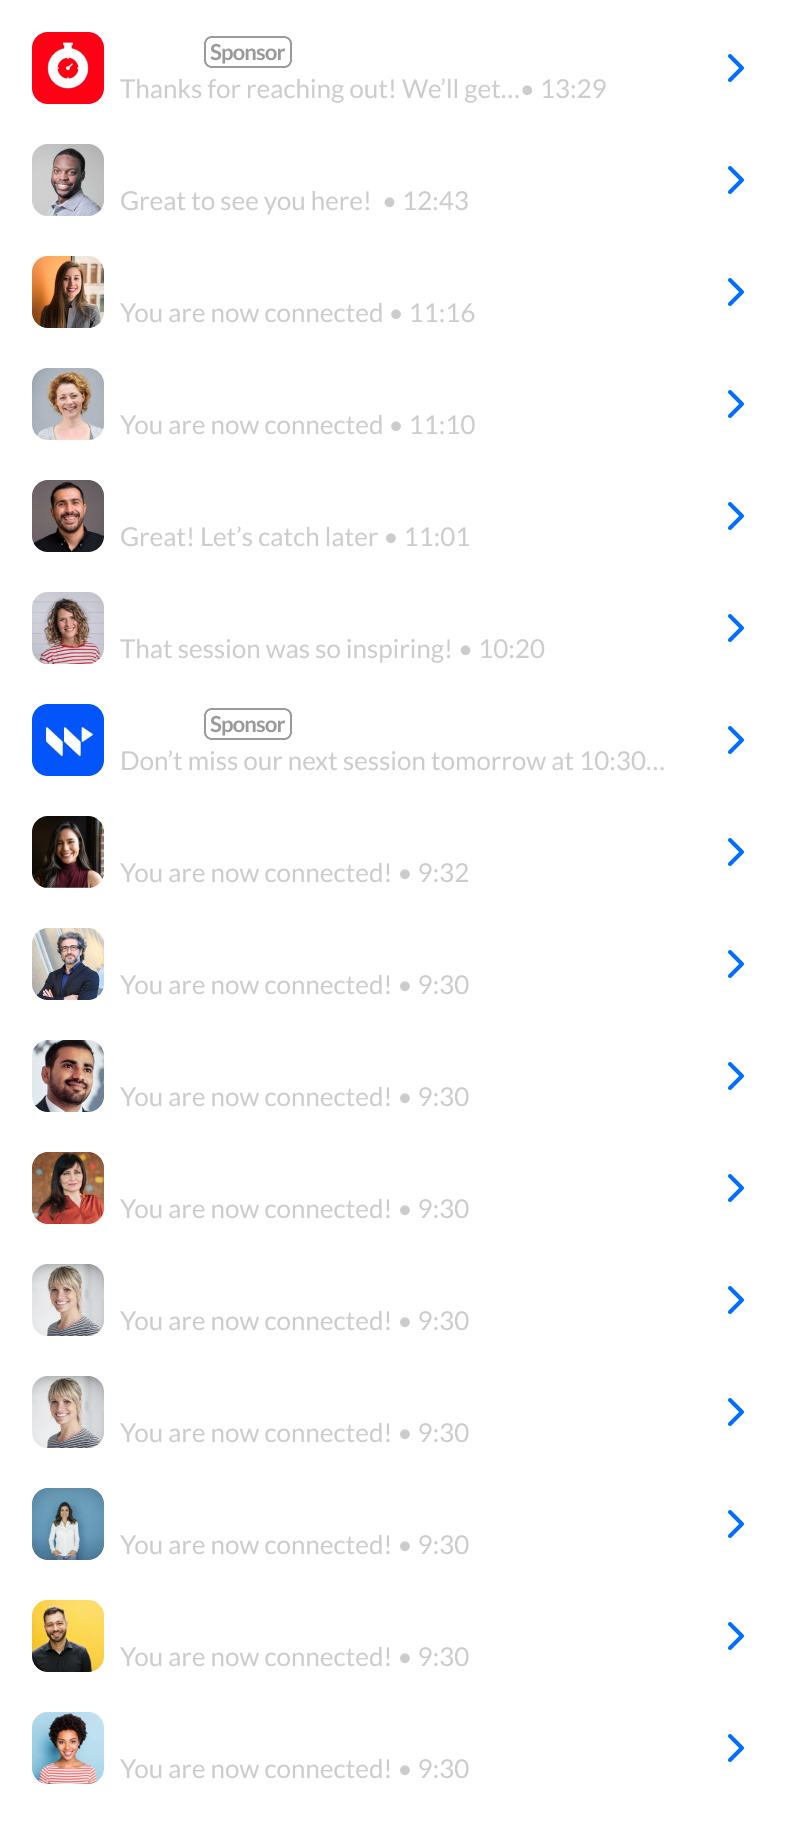 Sponsor
Thanks for reaching out! We’ll get...• 13:29
Great to see you here!  • 12:43
You are now connected • 11:16
You are now connected • 11:10
Great! Let’s catch later • 11:01
That session was so inspiring! • 10:20
Sponsor
Don’t miss our next session tomorrow at 10:30...
You are now connected! • 9:32
You are now connected! • 9:30
You are now connected! • 9:30
You are now connected! • 9:30
You are now connected! • 9:30
You are now connected! • 9:30
You are now connected! • 9:30
You are now connected! • 9:30
You are now connected! • 9:30